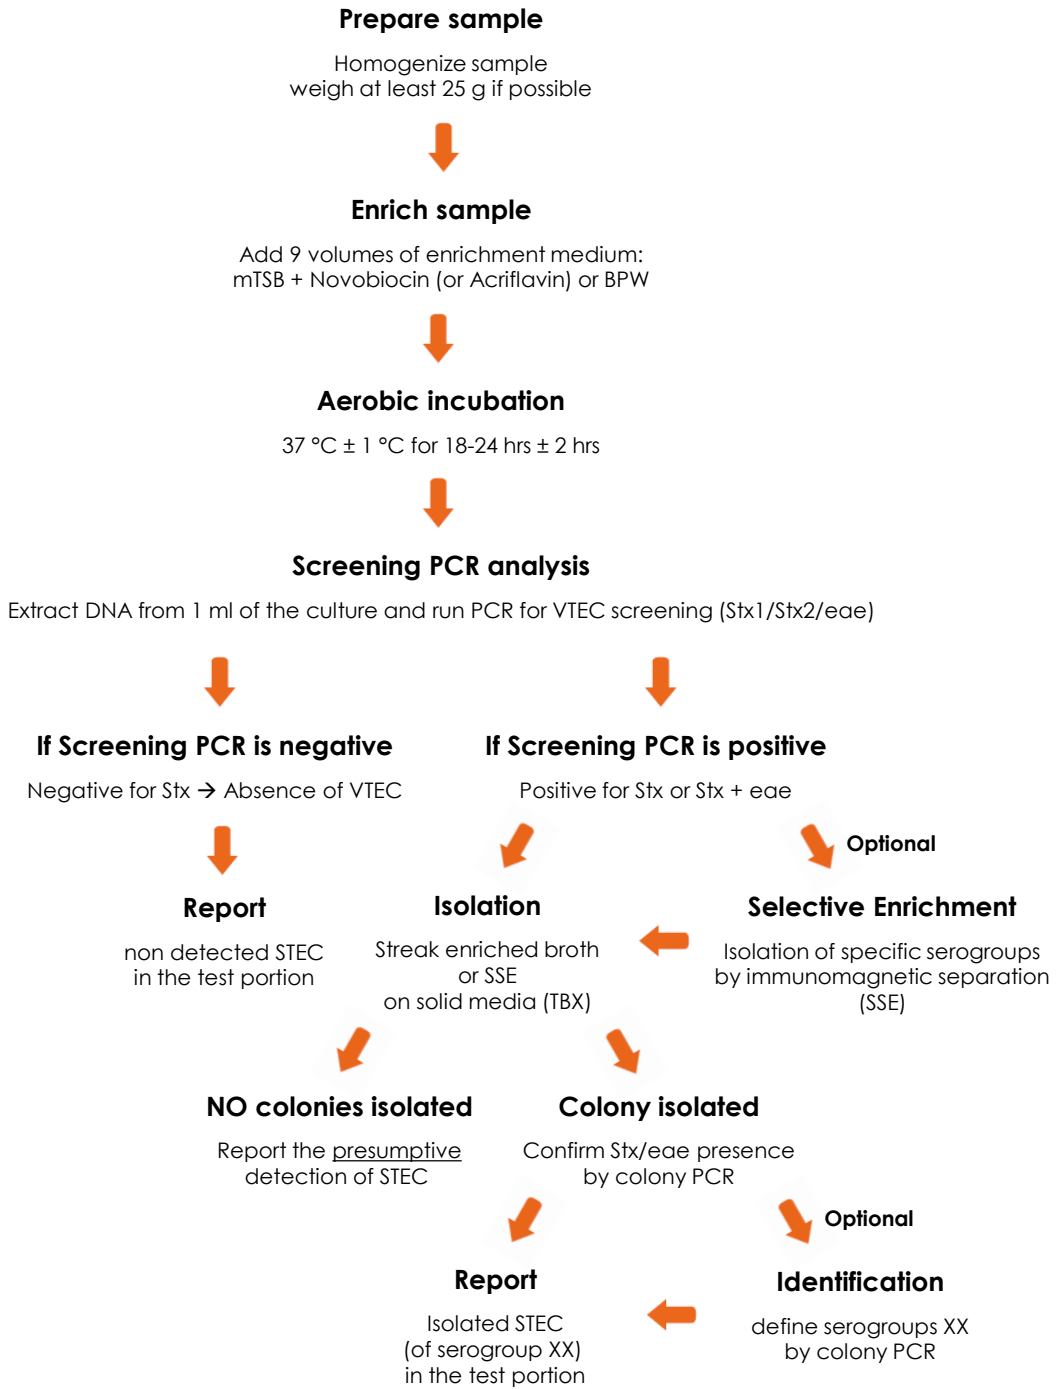 Prepare sample
Homogenize sample
weigh at least 25 g if possible
Enrich sample
Add 9 volumes of enrichment medium:
mTSB + Novobiocin (or Acriflavin) or BPW
Aerobic incubation
37 °C ± 1 °C for 18-24 hrs ± 2 hrs
Screening PCR analysis
Extract DNA from 1 ml of the culture and run PCR for VTEC screening (Stx1/Stx2/eae)
If Screening PCR is negative
Negative for Stx → Absence of VTEC
If Screening PCR is positive
Positive for Stx or Stx + eae
Optional
Report
non detected STEC
in the test portion
Isolation
Streak enriched broth
or SSE
on solid media (TBX)
Selective Enrichment
Isolation of specific serogroups
by immunomagnetic separation
(SSE)
NO colonies isolated
Report the presumptive
detection of STEC
Colony isolated
Confirm Stx/eae presence
by colony PCR
Optional
Report
Isolated STEC
(of serogroup XX)
in the test portion
Identification
define serogroups XX
by colony PCR